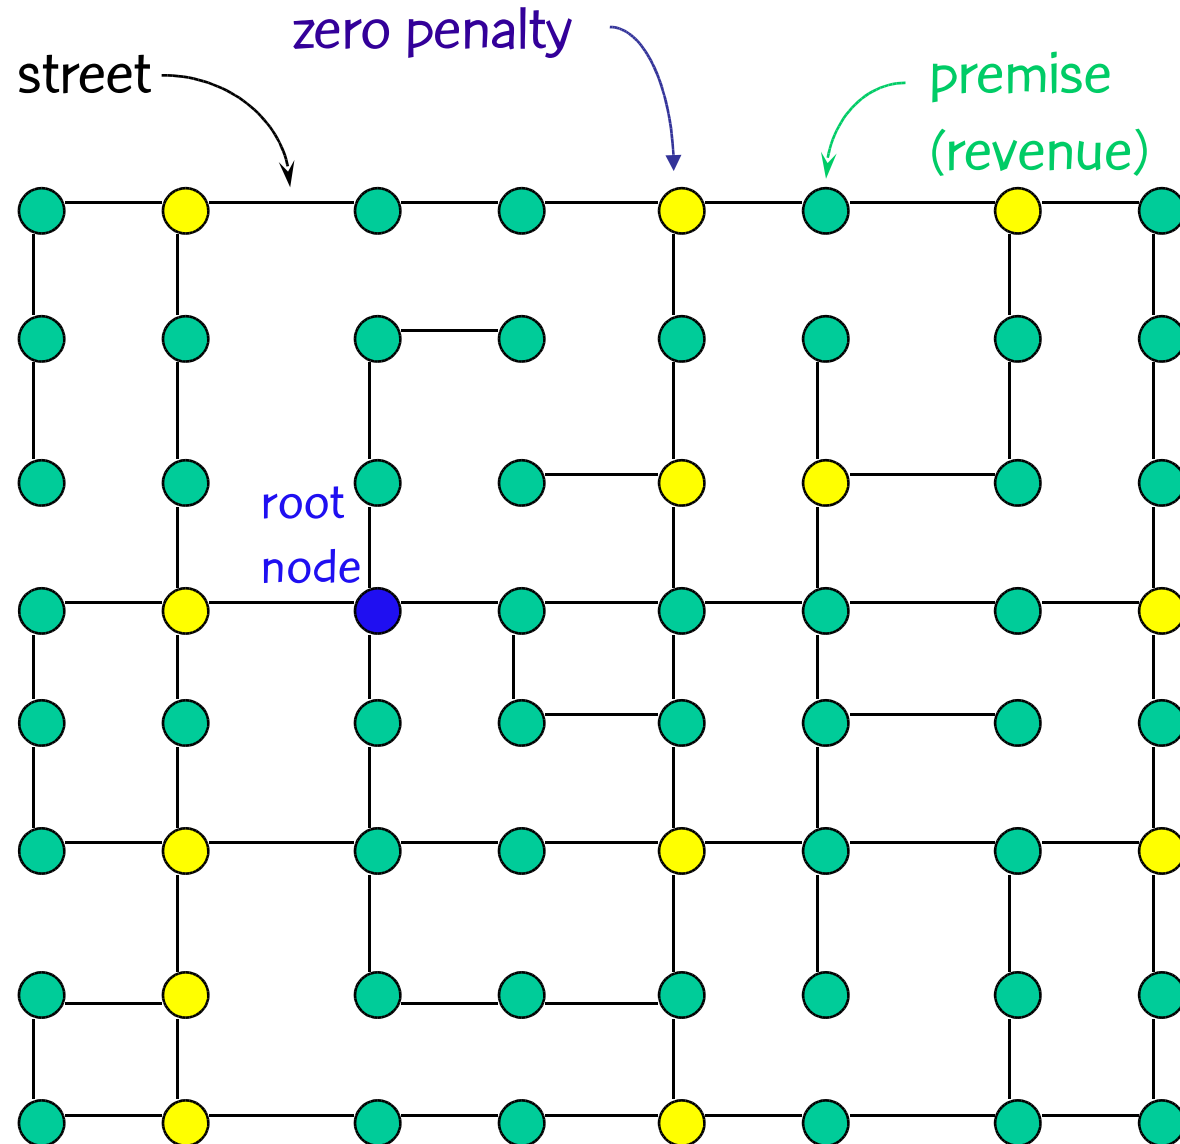 zero penalty
street
premise
(revenue)
root
node